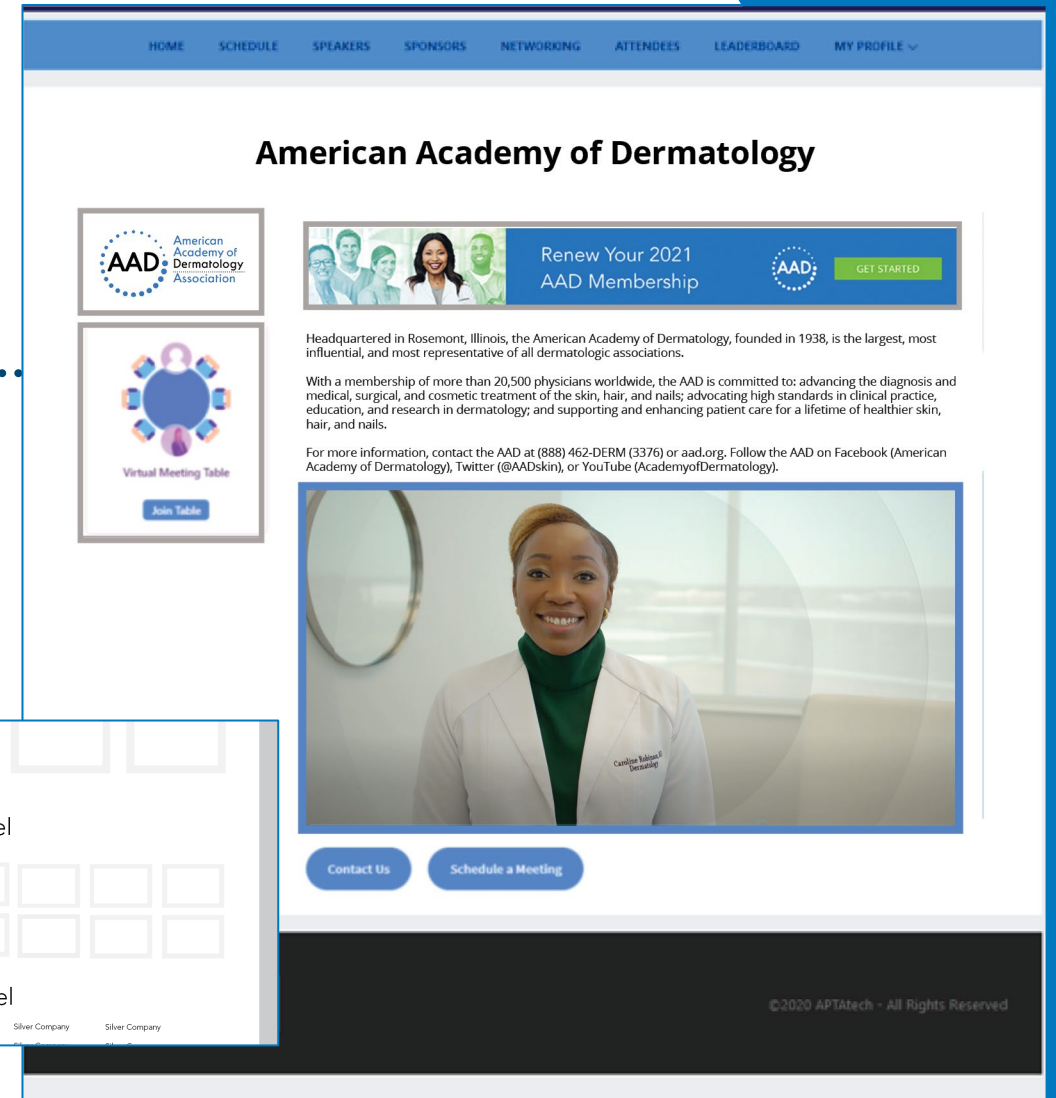 HOME SCHEDULE SPEAKERS SPONSORS NETWORKING ATTENDEES LEADERBOARD MY PROFILE
American Academy of Dermatology
AAD
American
Academy of
Dermatology
Association
Virtual Meeting Table
Join Table
Renew Your 2021
AAD Membership
AAD
GET STARTED
Headquartered in Rosemont, Illinois, the American Academy of Dermatology, founded in 1938, is the largest, most
influential, and most representative of all dermatologic associations.
With a membership of more than 20,500 physicians worldwide, the AAD is committed to: advancing the diagnosis and
medical, surgical, and cosmetic treatment of the skin, hair, and nails; advocating high standards in clinical practice,
education, and research in dermatology; and supporting and enhancing patient care for a lifetime of healthier skin,
hair, and nails.
For more information, contact the AAD at (888) 462-DERM (3376) or aad.org. Follow the AAD on Facebook (American
Academy of Dermatology), Twitter (@AADskin), or YouTube (AcademyofDermatology).
Caroline Robinson
Dermatology
Contact Us
Schedule a Meeting
el
el
Silver Company Silver Company
©2020 APTAtech - All Rights Reserved